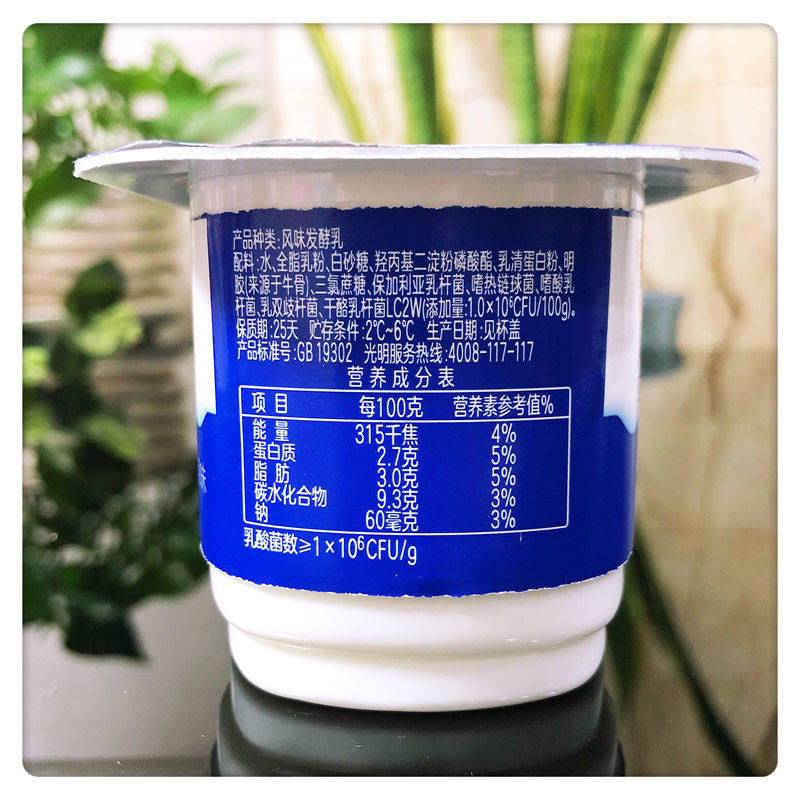 产品种类:风味发酵乳
配料:水、全脂乳粉、白砂糖、羟丙基二淀粉磷酸酯、乳清蛋白粉、明
胶(来源于牛骨)、三氯蔗糖、保加利亚乳杆菌、嗜热链球菌、嗜酸乳
杆菌、乳双歧杆菌、干酪乳杆菌LC2W(添加量:1.0×10⁶CFU/100g)。
保质期:25天 贮存条件:2℃~6℃ 生产日期:见杯盖
产品标准号:GB 19302 光明服务热线:4008-117-117
营养成分表
项目 每100克 营养素参考值%
能量 315千焦 4%
蛋白质 2.7克 5%
脂肪 3.0克 5%
碳水化合物 9.3克 3%
钠 60毫克 3%
乳酸菌数≥1×10⁶CFU/g
味